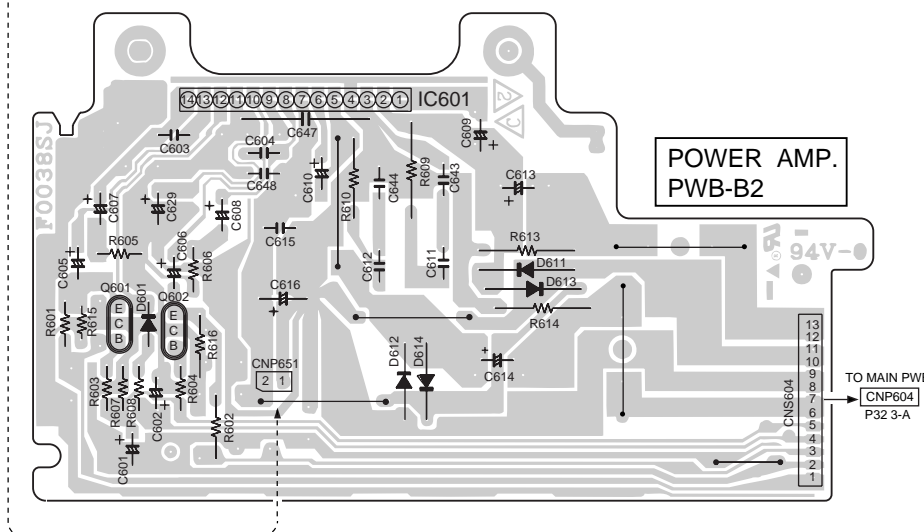 14 13 12 11 10 9 8 7 6 5 4 3 2 1 IC601
C647
C603
C604
C648
C609 +
C610 +
R610
C644
R609
C643
C613
+
POWER AMP.
PWB-B2
F0038SJ
+ C607
+ C629
+ C608
C615
R605
C605 +
C606 +
R606
C612
C611
R613
D611
D613
R614
94V-0
C616
+
Q601
E
C
B
D601
Q602
E
C
B
R601
R615
R616
CNP651
2 1
D612
D614
+
C614
R603
R607
R608
C602 +
R604
R602
C601 +
CNS604
13
12
11
10
9
8
7
6
5
4
3
2
1
TO MAIN PWB
CNP604
P32 3-A